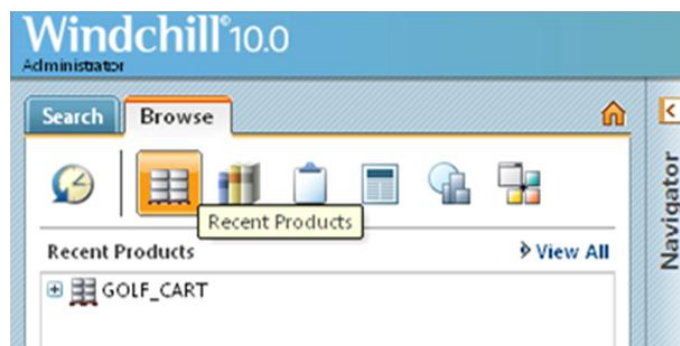 Windchill® 10.0
Administrator
Search Browse
Recent Products
Recent Products View All
GOLF_CART
Navigator